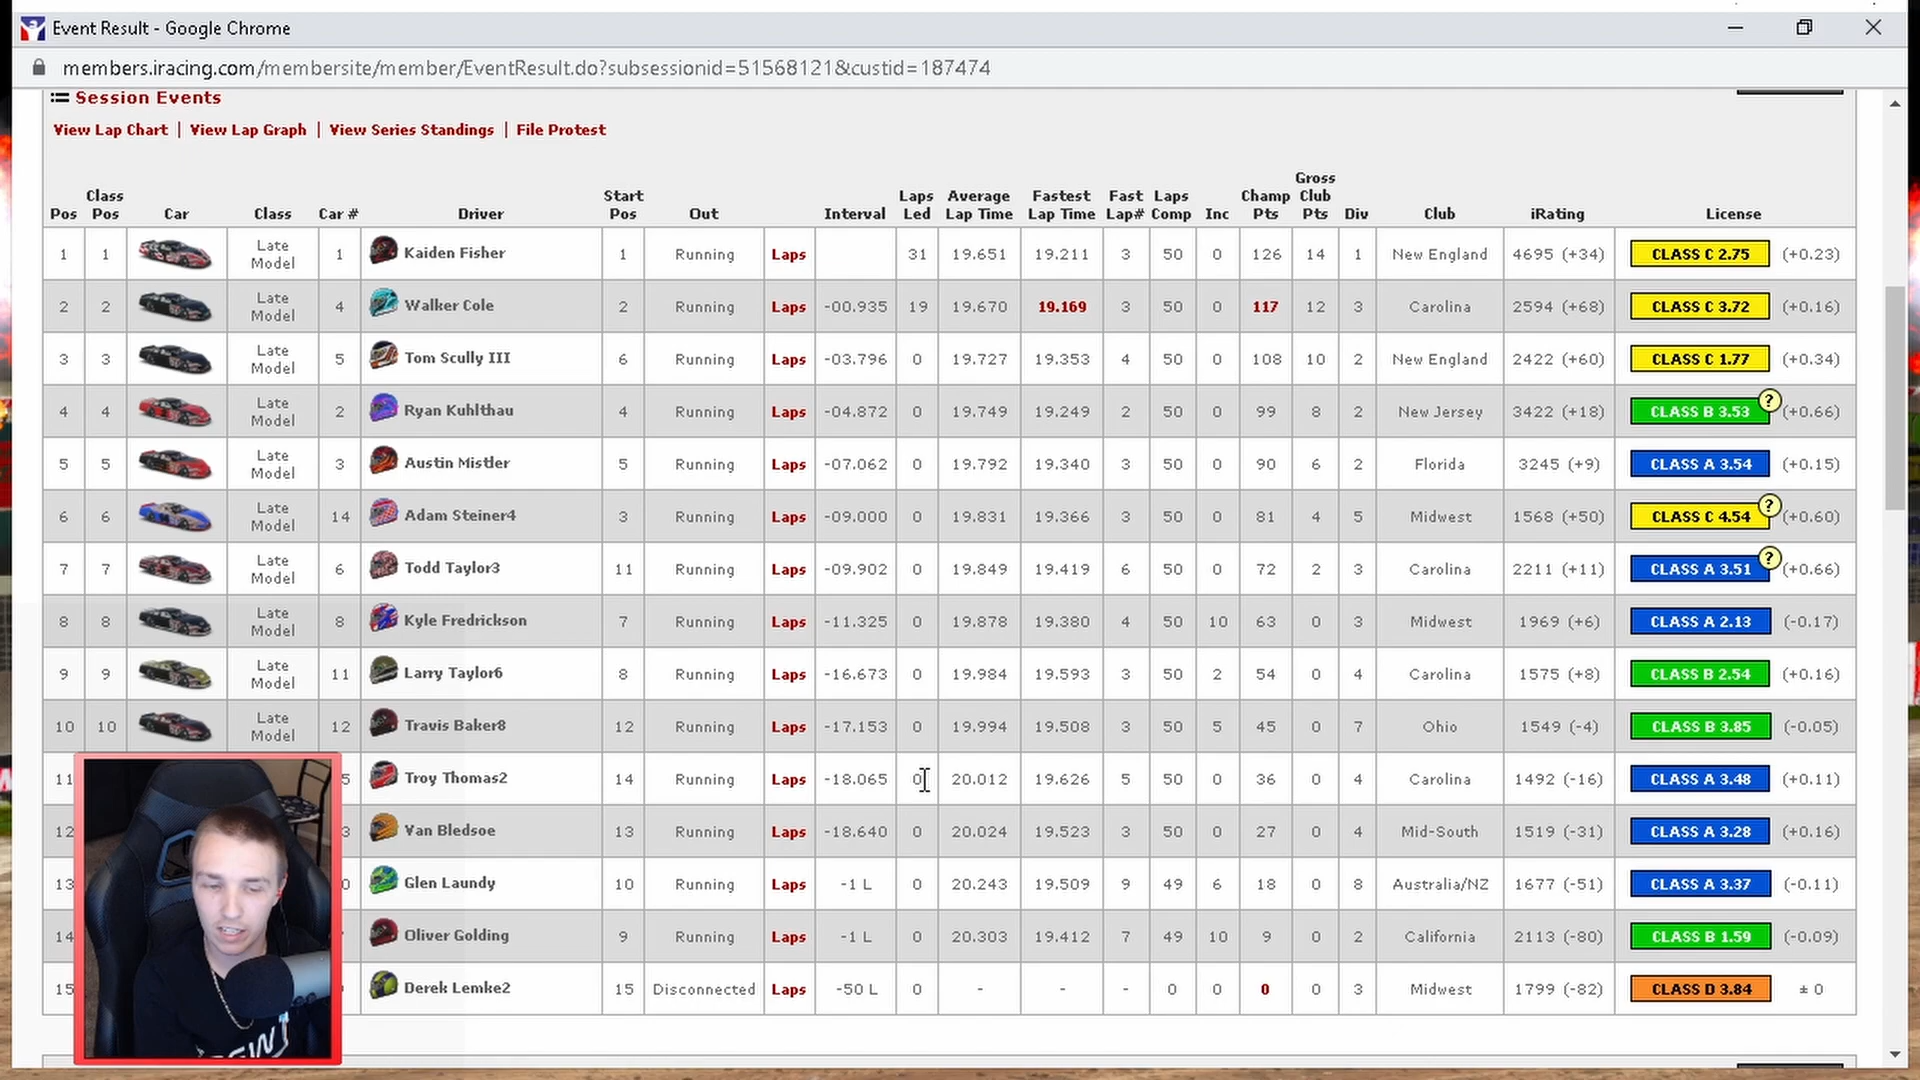 Event Result - Google Chrome
members.iracing.com/membersite/member/EventResult.do?subsessionid=51568121&custid=187474
Session Events
View Lap Chart | View Lap Graph | View Series Standings | File Protest
Pos Class Pos Car Class Car # Driver Start Pos Out Interval Laps Led Average Lap Time Fastest Lap Time Fast Lap# Laps Comp Inc Champ Pts Gross Club Pts Div Club iRating License
1 1 Late Model 1 Kaiden Fisher 1 Running Laps 31 19.651 19.211 3 50 0 126 14 1 New England 4695 (+34) CLASS C 2.75 (+0.23)
2 2 Late Model 4 Walker Cole 2 Running Laps -00.935 19 19.670 19.169 3 50 0 117 12 3 Carolina 2594 (+68) CLASS C 3.72 (+0.16)
3 3 Late Model 5 Tom Scully III 6 Running Laps -03.796 0 19.727 19.353 4 50 0 108 10 2 New England 2422 (+60) CLASS C 1.77 (+0.34)
4 4 Late Model 2 Ryan Kuhlthau 4 Running Laps -04.872 0 19.749 19.249 2 50 0 99 8 2 New Jersey 3422 (+18) CLASS B 3.53 ? (+0.66)
5 5 Late Model 3 Austin Mistler 5 Running Laps -07.062 0 19.792 19.340 3 50 0 90 6 2 Florida 3245 (+9) CLASS A 3.54 (+0.15)
6 6 Late Model 14 Adam Steiner4 3 Running Laps -09.000 0 19.831 19.366 3 50 0 81 4 5 Midwest 1568 (+50) CLASS C 4.54 ? (+0.60)
7 7 Late Model 6 Todd Taylor3 11 Running Laps -09.902 0 19.849 19.419 6 50 0 72 2 3 Carolina 2211 (+11) CLASS A 3.51 ? (+0.66)
8 8 Late Model 8 Kyle Fredrickson 7 Running Laps -11.325 0 19.878 19.380 4 50 10 63 0 3 Midwest 1969 (+6) CLASS A 2.13 (-0.17)
9 9 Late Model 11 Larry Taylor6 8 Running Laps -16.673 0 19.984 19.593 3 50 2 54 0 4 Carolina 1575 (+8) CLASS B 2.54 (+0.16)
10 10 Late Model 12 Travis Baker8 12 Running Laps -17.153 0 19.994 19.508 3 50 5 45 0 7 Ohio 1549 (-4) CLASS B 3.85 (-0.05)
11 5 Troy Thomas2 14 Running Laps -18.065 0 20.012 19.626 5 50 0 36 0 4 Carolina 1492 (-16) CLASS A 3.48 (+0.11)
12 3 Van Bledsoe 13 Running Laps -18.640 0 20.024 19.523 3 50 0 27 0 4 Mid-South 1519 (-31) CLASS A 3.28 (+0.16)
13 0 Glen Laundy 10 Running Laps -1 L 0 20.243 19.509 9 49 6 18 0 8 Australia/NZ 1677 (-51) CLASS A 3.37 (-0.11)
14 Oliver Golding 9 Running Laps -1 L 0 20.303 19.412 7 49 10 9 0 2 California 2113 (-80) CLASS B 1.59 (-0.09)
15 Derek Lemke2 15 Disconnected Laps -50 L 0 - - - 0 0 0 0 3 Midwest 1799 (-82) CLASS D 3.84 ± 0